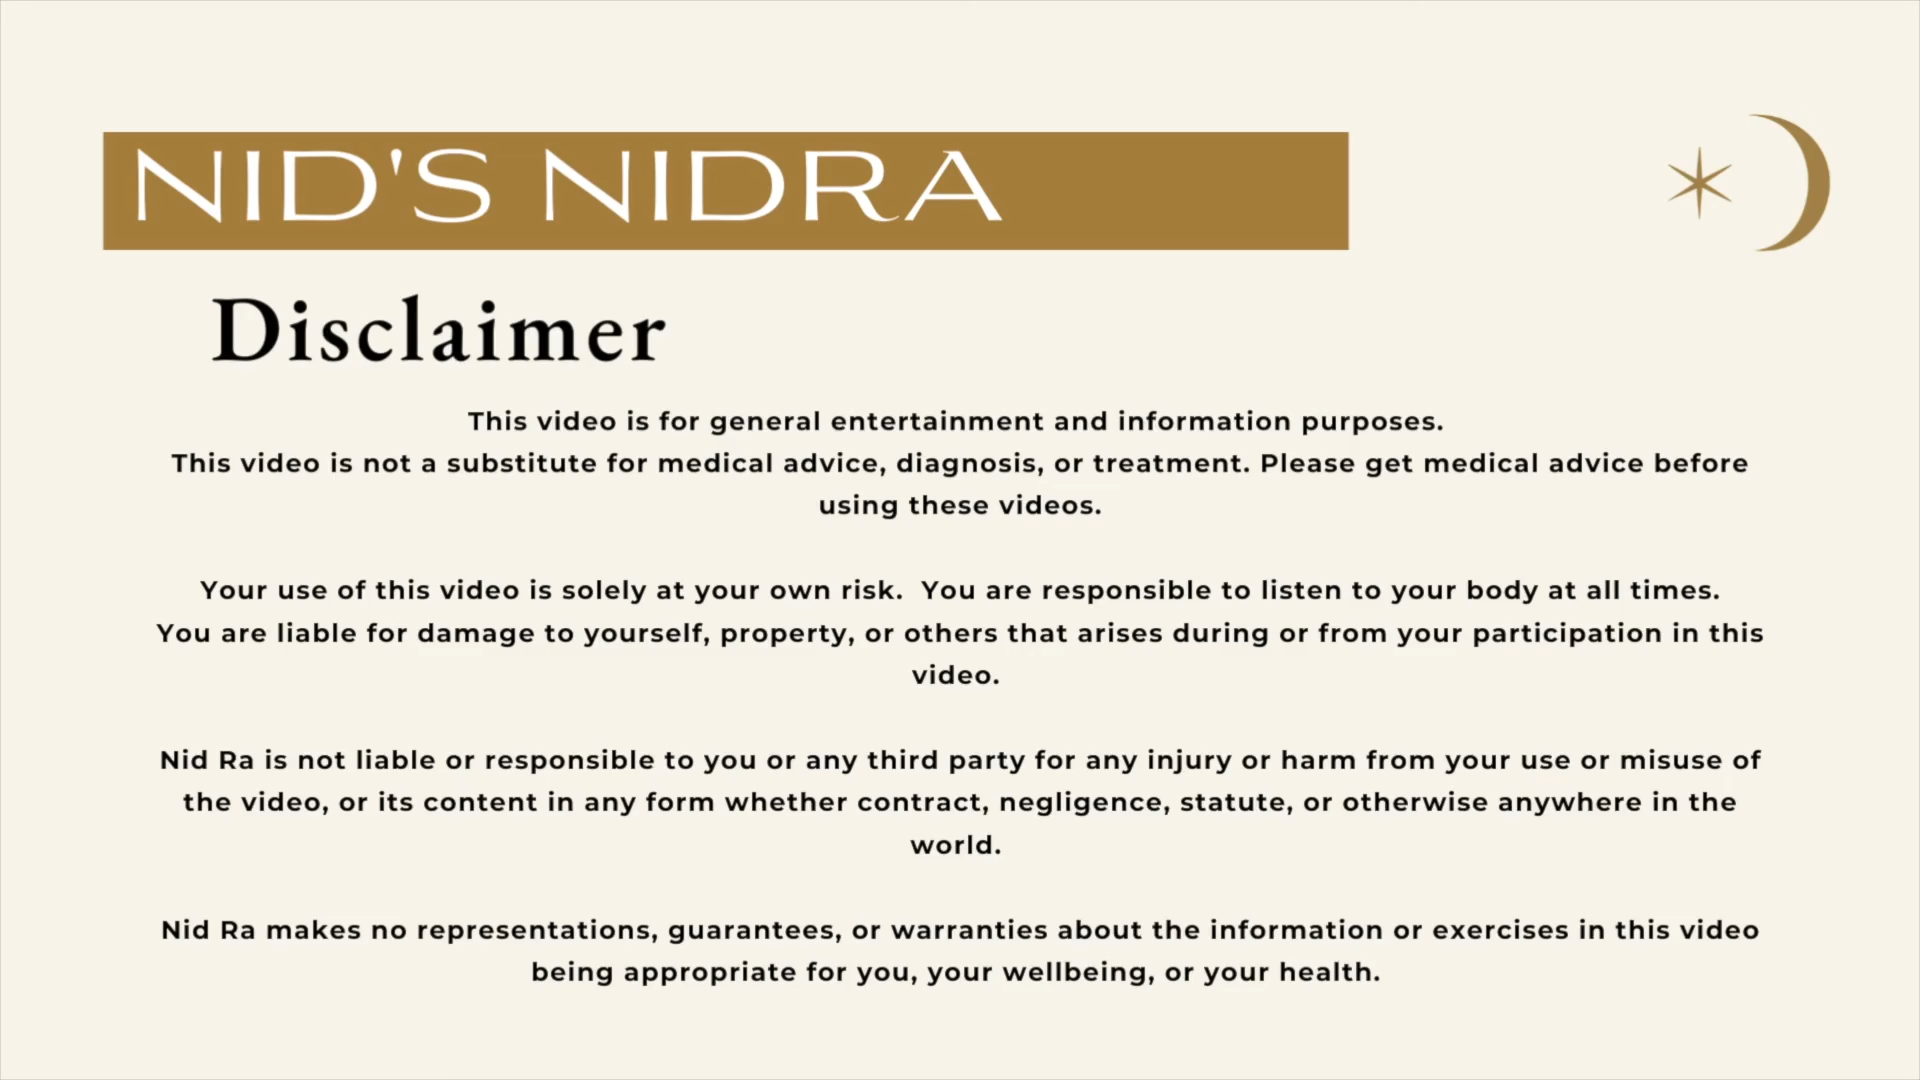 NID'S NIDRA
Disclaimer
This video is for general entertainment and information purposes.
This video is not a substitute for medical advice, diagnosis, or treatment. Please get medical advice before
using these videos.
Your use of this video is solely at your own risk.  You are responsible to listen to your body at all times.
You are liable for damage to yourself, property, or others that arises during or from your participation in this
video.
Nid Ra is not liable or responsible to you or any third party for any injury or harm from your use or misuse of
the video, or its content in any form whether contract, negligence, statute, or otherwise anywhere in the
world.
Nid Ra makes no representations, guarantees, or warranties about the information or exercises in this video
being appropriate for you, your wellbeing, or your health.